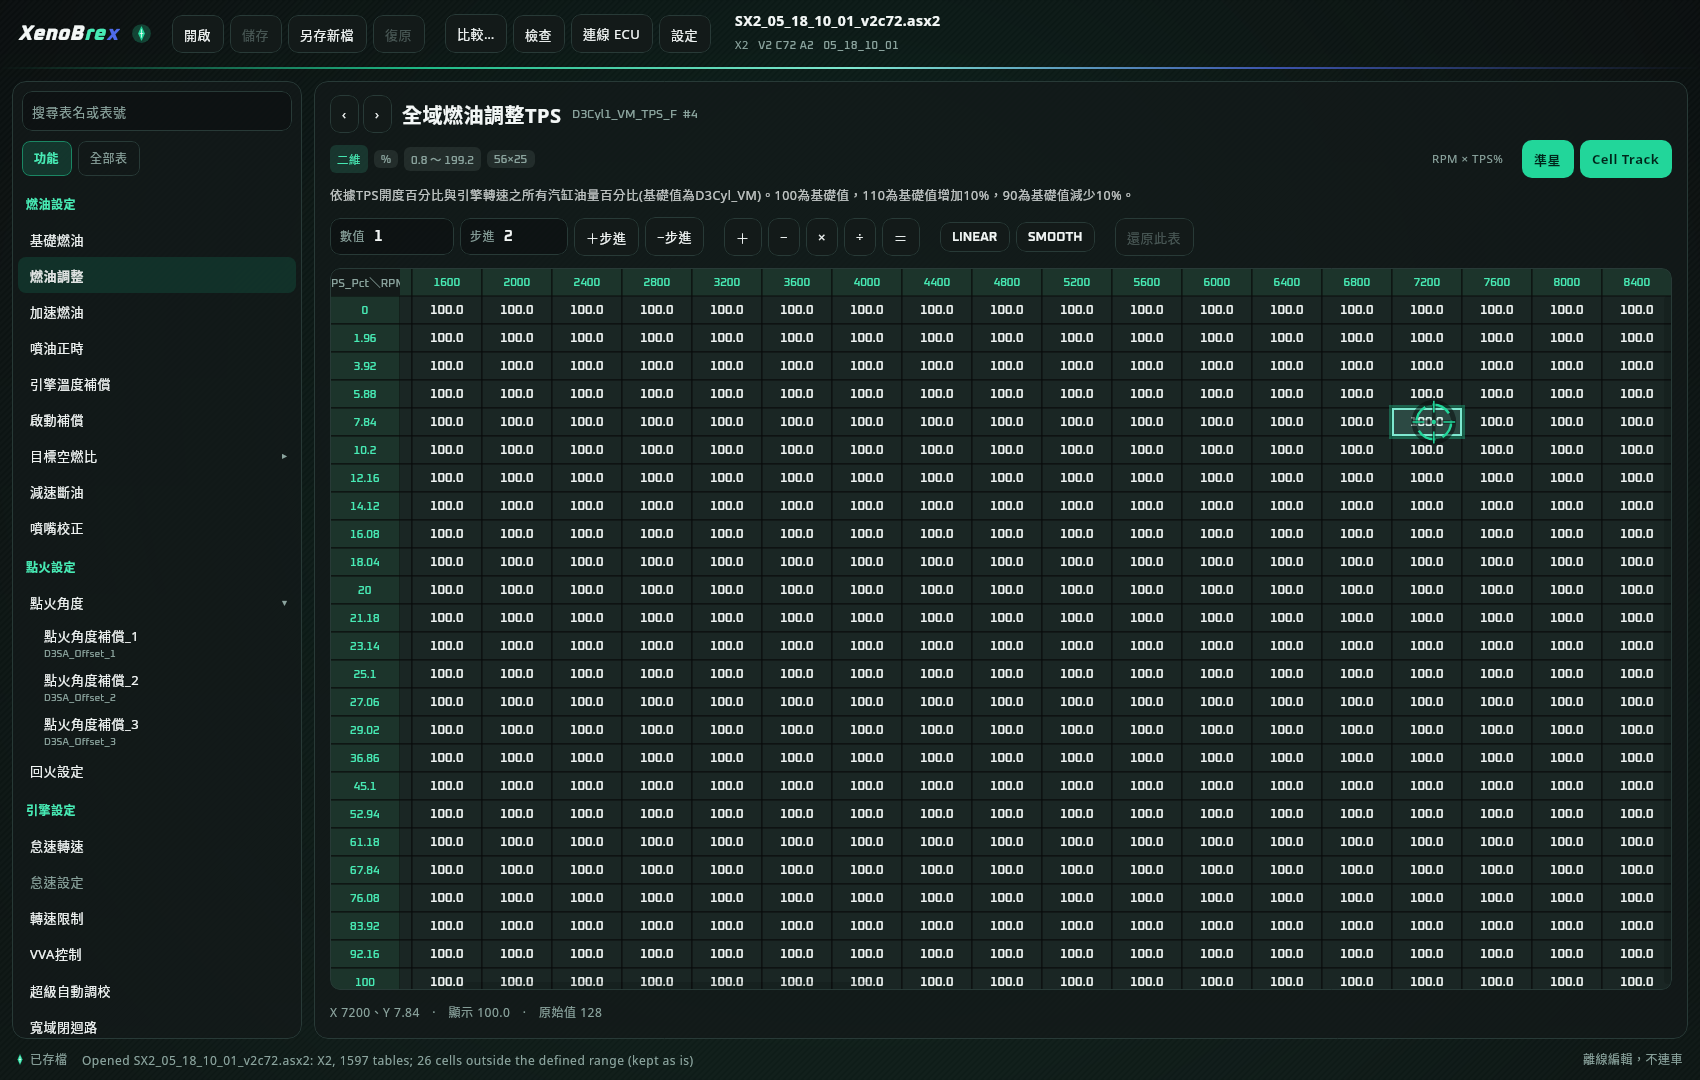 XenoBrex
開啟 儲存 另存新檔 復原 比較... 檢查 連線 ECU 設定
SX2_05_18_10_01_v2c72.asx2
X2 V2 C72 A2 05_18_10_01
搜尋表名或表號
功能 全部表
燃油設定
基礎燃油
燃油調整
加速燃油
噴油正時
引擎溫度補償
啟動補償
目標空燃比 ▸
減速斷油
噴嘴校正
點火設定
點火角度 ▾
點火角度補償_1
D3SA_Offset_1
點火角度補償_2
D3SA_Offset_2
點火角度補償_3
D3SA_Offset_3
回火設定
引擎設定
怠速轉速
怠速設定
轉速限制
VVA控制
超級自動調校
寬域閉迴路
‹ › 全域燃油調整TPS D3Cyl1_VM_TPS_F #4
二維 % 0.8 ～ 199.2 56×25
RPM × TPS% 準星 Cell Track
依據TPS開度百分比與引擎轉速之所有汽缸油量百分比(基礎值為D3Cyl_VM)。100為基礎值，110為基礎值增加10%，90為基礎值減少10%。
數值 1 步進 2 ＋步進 −步進 ＋ − × ÷ ＝ LINEAR SMOOTH 還原此表
PS_Pct＼RPM 1600 2000 2400 2800 3200 3600 4000 4400 4800 5200 5600 6000 6400 6800 7200 7600 8000 8400
0 100.0 100.0 100.0 100.0 100.0 100.0 100.0 100.0 100.0 100.0 100.0 100.0 100.0 100.0 100.0 100.0 100.0 100.0
1.96 100.0 100.0 100.0 100.0 100.0 100.0 100.0 100.0 100.0 100.0 100.0 100.0 100.0 100.0 100.0 100.0 100.0 100.0
3.92 100.0 100.0 100.0 100.0 100.0 100.0 100.0 100.0 100.0 100.0 100.0 100.0 100.0 100.0 100.0 100.0 100.0 100.0
5.88 100.0 100.0 100.0 100.0 100.0 100.0 100.0 100.0 100.0 100.0 100.0 100.0 100.0 100.0 100.0 100.0 100.0 100.0
7.84 100.0 100.0 100.0 100.0 100.0 100.0 100.0 100.0 100.0 100.0 100.0 100.0 100.0 100.0 100.0 100.0 100.0 100.0
10.2 100.0 100.0 100.0 100.0 100.0 100.0 100.0 100.0 100.0 100.0 100.0 100.0 100.0 100.0 100.0 100.0 100.0 100.0
12.16 100.0 100.0 100.0 100.0 100.0 100.0 100.0 100.0 100.0 100.0 100.0 100.0 100.0 100.0 100.0 100.0 100.0 100.0
14.12 100.0 100.0 100.0 100.0 100.0 100.0 100.0 100.0 100.0 100.0 100.0 100.0 100.0 100.0 100.0 100.0 100.0 100.0
16.08 100.0 100.0 100.0 100.0 100.0 100.0 100.0 100.0 100.0 100.0 100.0 100.0 100.0 100.0 100.0 100.0 100.0 100.0
18.04 100.0 100.0 100.0 100.0 100.0 100.0 100.0 100.0 100.0 100.0 100.0 100.0 100.0 100.0 100.0 100.0 100.0 100.0
20 100.0 100.0 100.0 100.0 100.0 100.0 100.0 100.0 100.0 100.0 100.0 100.0 100.0 100.0 100.0 100.0 100.0 100.0
21.18 100.0 100.0 100.0 100.0 100.0 100.0 100.0 100.0 100.0 100.0 100.0 100.0 100.0 100.0 100.0 100.0 100.0 100.0
23.14 100.0 100.0 100.0 100.0 100.0 100.0 100.0 100.0 100.0 100.0 100.0 100.0 100.0 100.0 100.0 100.0 100.0 100.0
25.1 100.0 100.0 100.0 100.0 100.0 100.0 100.0 100.0 100.0 100.0 100.0 100.0 100.0 100.0 100.0 100.0 100.0 100.0
27.06 100.0 100.0 100.0 100.0 100.0 100.0 100.0 100.0 100.0 100.0 100.0 100.0 100.0 100.0 100.0 100.0 100.0 100.0
29.02 100.0 100.0 100.0 100.0 100.0 100.0 100.0 100.0 100.0 100.0 100.0 100.0 100.0 100.0 100.0 100.0 100.0 100.0
36.86 100.0 100.0 100.0 100.0 100.0 100.0 100.0 100.0 100.0 100.0 100.0 100.0 100.0 100.0 100.0 100.0 100.0 100.0
45.1 100.0 100.0 100.0 100.0 100.0 100.0 100.0 100.0 100.0 100.0 100.0 100.0 100.0 100.0 100.0 100.0 100.0 100.0
52.94 100.0 100.0 100.0 100.0 100.0 100.0 100.0 100.0 100.0 100.0 100.0 100.0 100.0 100.0 100.0 100.0 100.0 100.0
61.18 100.0 100.0 100.0 100.0 100.0 100.0 100.0 100.0 100.0 100.0 100.0 100.0 100.0 100.0 100.0 100.0 100.0 100.0
67.84 100.0 100.0 100.0 100.0 100.0 100.0 100.0 100.0 100.0 100.0 100.0 100.0 100.0 100.0 100.0 100.0 100.0 100.0
76.08 100.0 100.0 100.0 100.0 100.0 100.0 100.0 100.0 100.0 100.0 100.0 100.0 100.0 100.0 100.0 100.0 100.0 100.0
83.92 100.0 100.0 100.0 100.0 100.0 100.0 100.0 100.0 100.0 100.0 100.0 100.0 100.0 100.0 100.0 100.0 100.0 100.0
92.16 100.0 100.0 100.0 100.0 100.0 100.0 100.0 100.0 100.0 100.0 100.0 100.0 100.0 100.0 100.0 100.0 100.0 100.0
100 100.0 100.0 100.0 100.0 100.0 100.0 100.0 100.0 100.0 100.0 100.0 100.0 100.0 100.0 100.0 100.0 100.0 100.0
X 7200、Y 7.84 · 顯示 100.0 · 原始值 128
已存檔 Opened SX2_05_18_10_01_v2c72.asx2: X2, 1597 tables; 26 cells outside the defined range (kept as is)
離線編輯，不連車